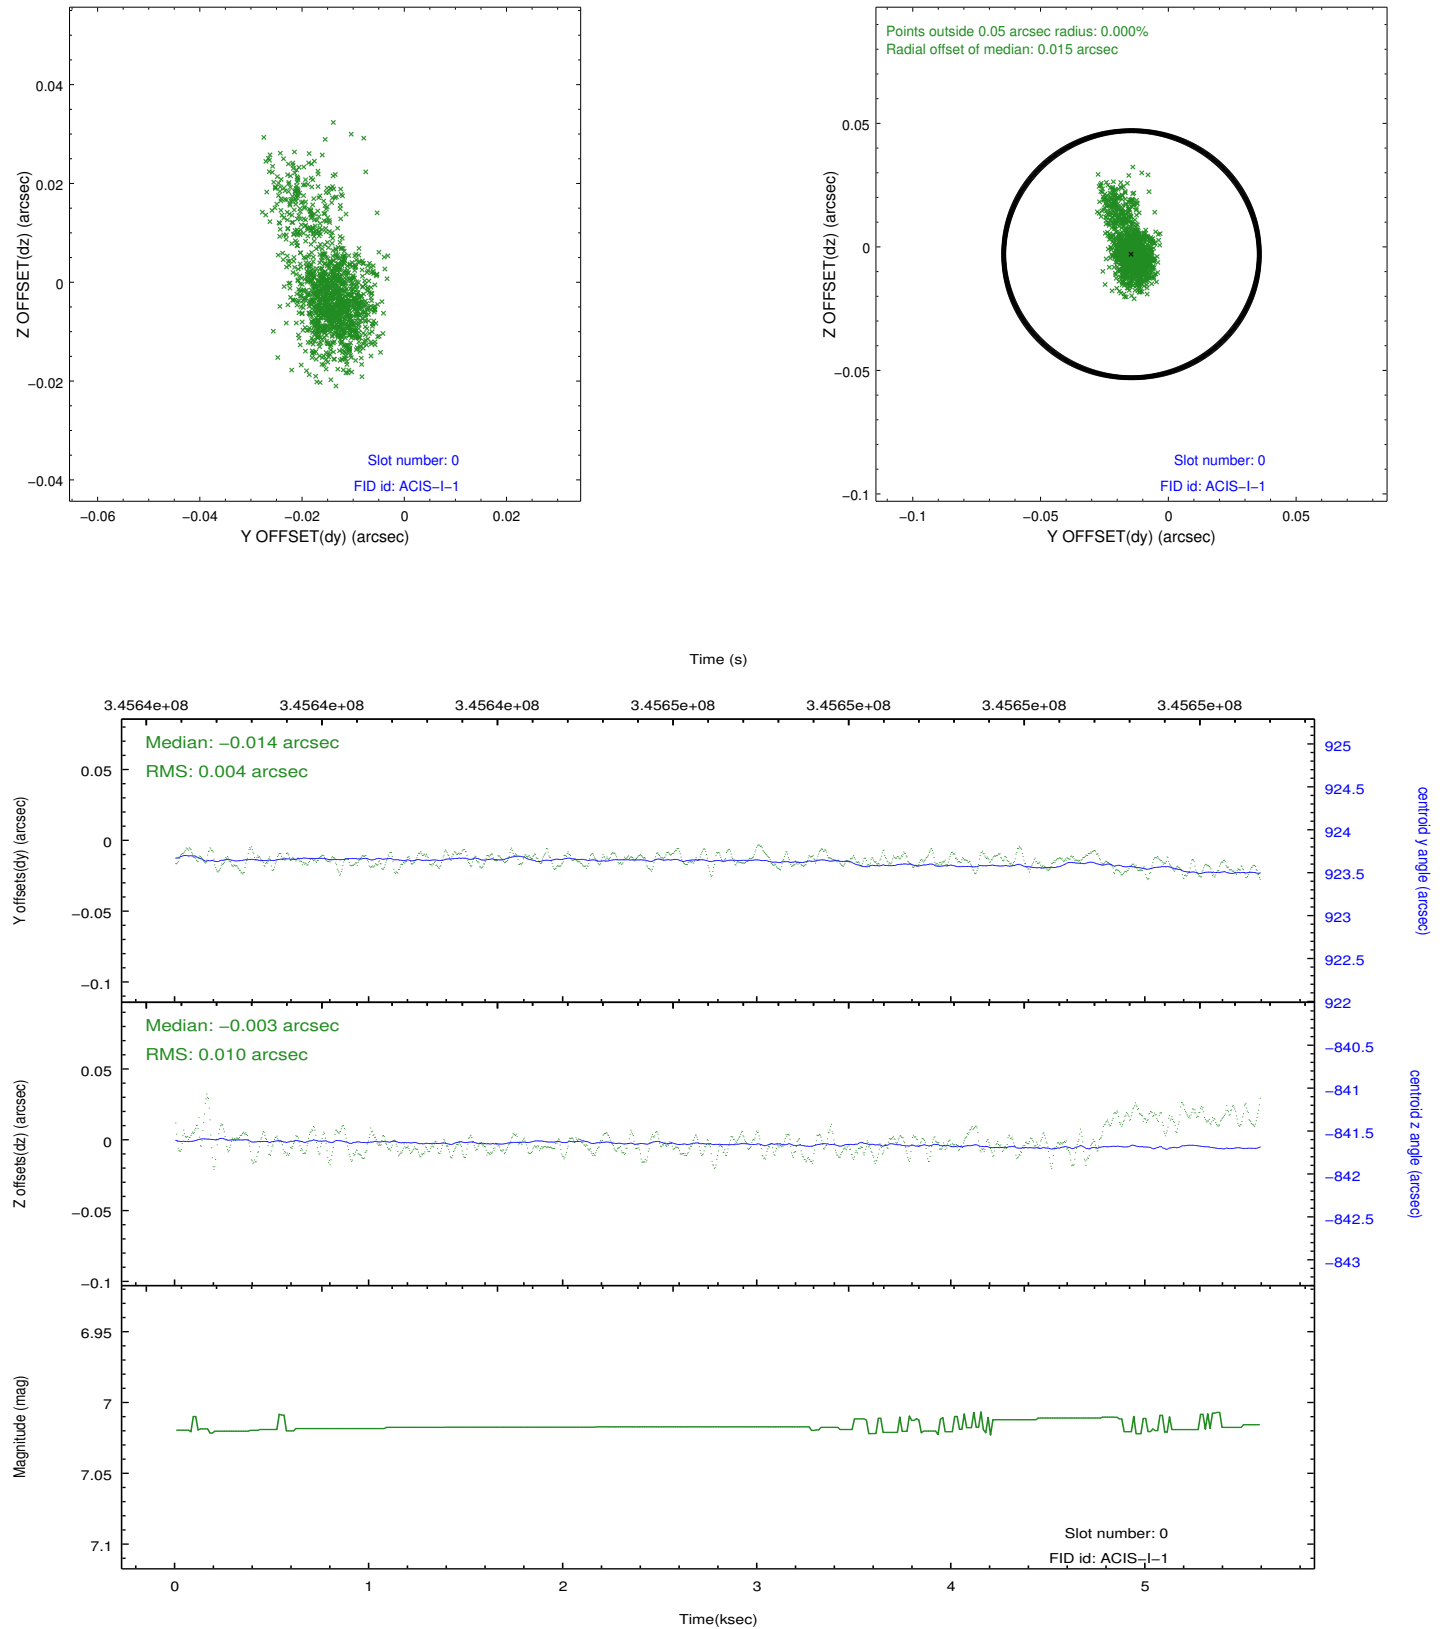 0.04
0.02
0
−0.02
−0.04
Z OFFSET(dz) (arcsec)
Slot number: 0
FID id: ACIS−I−1
−0.06
−0.04
−0.02
0
0.02
Y OFFSET(dy) (arcsec)
Points outside 0.05 arcsec radius: 0.000%
Radial offset of median: 0.015 arcsec
0.05
0
−0.05
−0.1
Z OFFSET(dz) (arcsec)
Slot number: 0
FID id: ACIS−I−1
−0.1
−0.05
0
0.05
Y OFFSET(dy) (arcsec)
Time (s)
3.4564e+08
3.4564e+08
3.4564e+08
3.4565e+08
3.4565e+08
3.4565e+08
3.4565e+08
Median: −0.014 arcsec
RMS: 0.004 arcsec
0.05
0
−0.05
−0.1
Y offsets(dy) (arcsec)
925
924.5
924
923.5
923
922.5
922
centroid y angle (arcsec)
Median: −0.003 arcsec
RMS: 0.010 arcsec
0.05
0
−0.05
−0.1
Z offsets(dz) (arcsec)
−840.5
−841
−841.5
−842
−842.5
−843
centroid z angle (arcsec)
6.95
7
7.05
7.1
Magnitude (mag)
Slot number: 0
FID id: ACIS−I−1
0
1
2
3
4
5
Time(ksec)